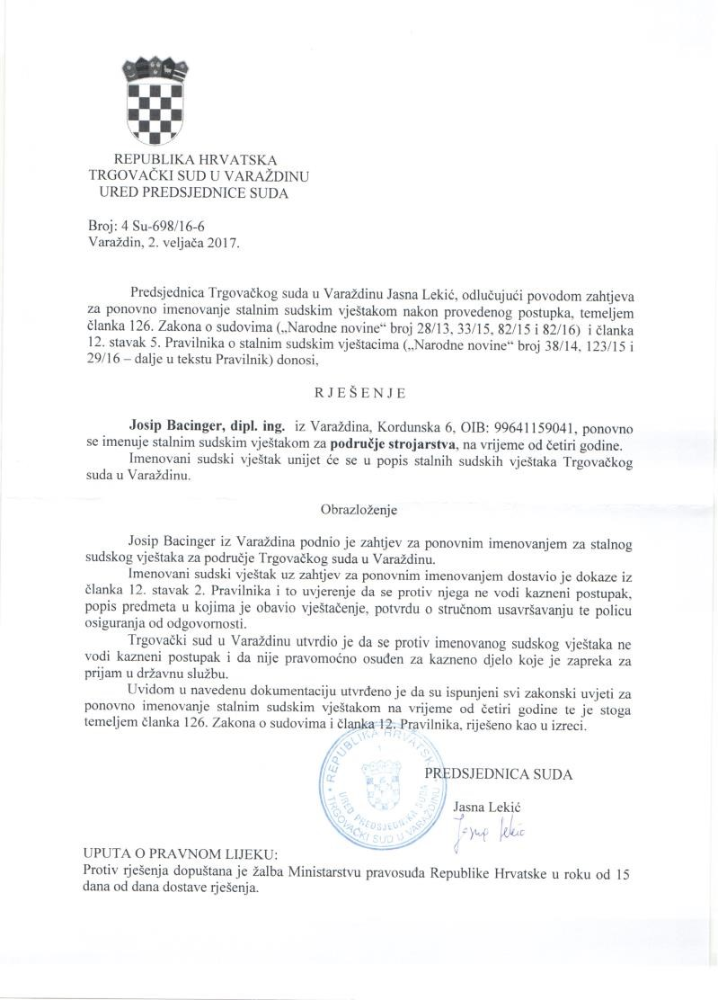 REPUBLIKA HRVATSKA
TRGOVAČKI SUD U VARAŽDINU
URED PREDSJEDNICE SUDA
Broj: 4 Su-698/16-6
Varaždin, 2. veljača 2017.
Predsjednica Trgovačkog suda u Varaždinu Jasna Lekić, odlučujući povodom zahtjeva
za ponovno imenovanje stalnim sudskim vještakom nakon provedenog postupka, temeljem
članka 126. Zakona o sudovima („Narodne novine“ broj 28/13, 33/15, 82/15 i 82/16) i članka
12. stavak 5. Pravilnika o stalnim sudskim vještacima („Narodne novine“ broj 38/14, 123/15 i
29/16 – dalje u tekstu Pravilnik) donosi,
R J E Š E N J E
Josip Bacinger, dipl. ing. iz Varaždina, Kordunska 6, OIB: 99641159041, ponovno
se imenuje stalnim sudskim vještakom za područje strojarstva, na vrijeme od četiri godine.
Imenovani sudski vještak unijet će se u popis stalnih sudskih vještaka Trgovačkog
suda u Varaždinu.
Obrazloženje
Josip Bacinger iz Varaždina podnio je zahtjev za ponovnim imenovanjem za stalnog
sudskog vještaka za područje Trgovačkog suda u Varaždinu.
Imenovani sudski vještak uz zahtjev za ponovnim imenovanjem dostavio je dokaze iz
članka 12. stavak 2. Pravilnika i to uvjerenje da se protiv njega ne vodi kazneni postupak,
popis predmeta u kojima je obavio vještačenje, potvrdu o stručnom usavršavanju te policu
osiguranja od odgovornosti.
Trgovački sud u Varaždinu utvrdio je da se protiv imenovanog sudskog vještaka ne
vodi kazneni postupak i da nije pravomoćno osuđen za kazneno djelo koje je zapreka za
prijam u državnu službu.
Uvidom u navedenu dokumentaciju utvrđeno je da su ispunjeni svi zakonski uvjeti za
ponovno imenovanje stalnim sudskim vještakom na vrijeme od četiri godine te je stoga
temeljem članka 126. Zakona o sudovima i članka 12. Pravilnika, riješeno kao u izreci.
REPUBLIKA HRVATSKA
1
URED PREDSJEDNIKA SUDA
TRGOVAČKI SUD U VARAŽDINU
PREDSJEDNICA SUDA
Jasna Lekić
Jasna Lekić
UPUTA O PRAVNOM LIJEKU:
Protiv rješenja dopuštana je žalba Ministarstvu pravosuđa Republike Hrvatske u roku od 15
dana od dana dostave rješenja.